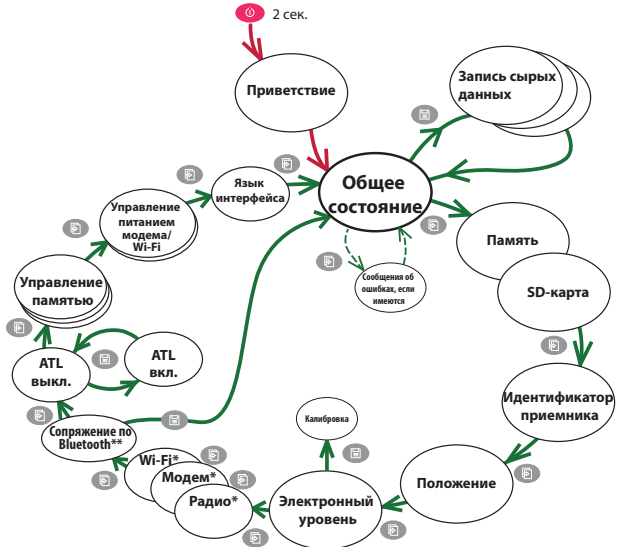 2 сек.
Приветствие
Запись сырых
данных
Общее
состояние
Язык
интерфейса
Управление
питанием
модема/
Wi-Fi
Управление
памятью
Память
SD-карта
Сообщения об
ошибках, если
имеются
ATL
выкл.
ATL
вкл.
Идентификатор
приемника
Сопряжение по
Bluetooth**
Калибровка
Wi-Fi*
Модем*
Радио*
Электронный
уровень
Положение